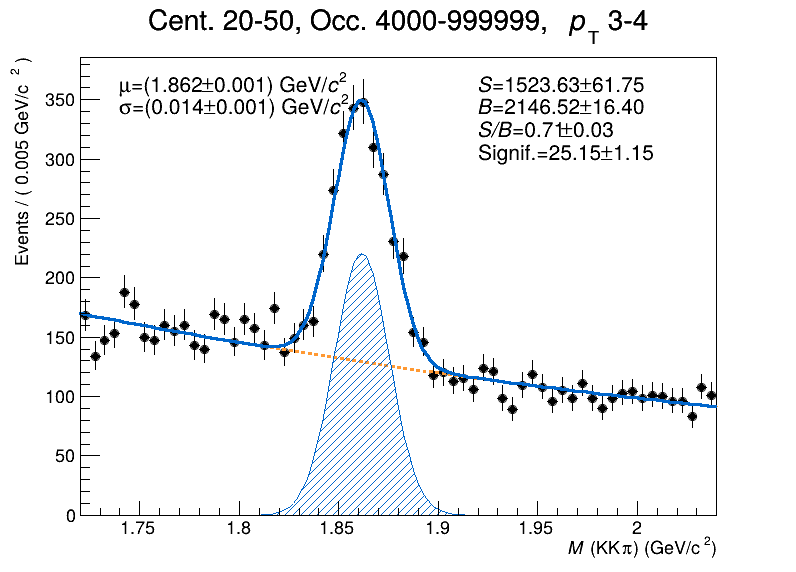 Cent. 20-50, Occ. 4000-999999, p_T 3-4
μ=(1.862±0.001) GeV/c²
σ=(0.014±0.001) GeV/c²
S=1523.63±61.75
B=2146.52±16.40
S/B=0.71±0.03
Signif.=25.15±1.15
Events / ( 0.005 GeV/c ² )
350
300
250
200
150
100
50
0
1.75 1.8 1.85 1.9 1.95 2
M (KKπ) (GeV/c²)